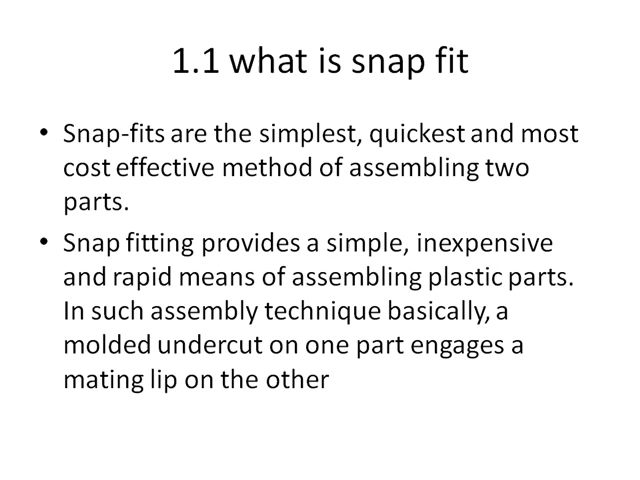 1.1 what is snap fit
• Snap-fits are the simplest, quickest and most
cost effective method of assembling two
parts.
• Snap fitting provides a simple, inexpensive
and rapid means of assembling plastic parts.
In such assembly technique basically, a
molded undercut on one part engages a
mating lip on the other